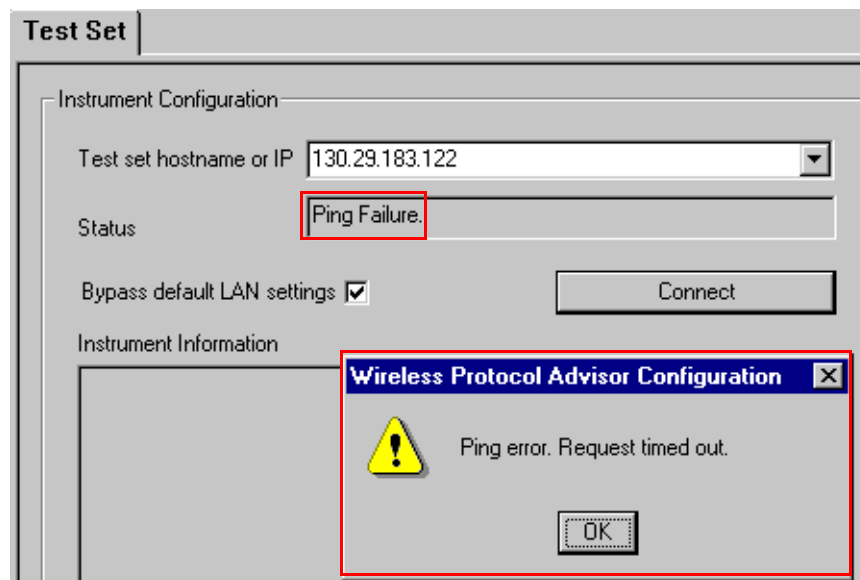 Test Set
Instrument Configuration
Test set hostname or IP 130.29.183.122
Status Ping Failure.
Bypass default LAN settings Connect
Instrument Information
Wireless Protocol Advisor Configuration
Ping error. Request timed out.
OK